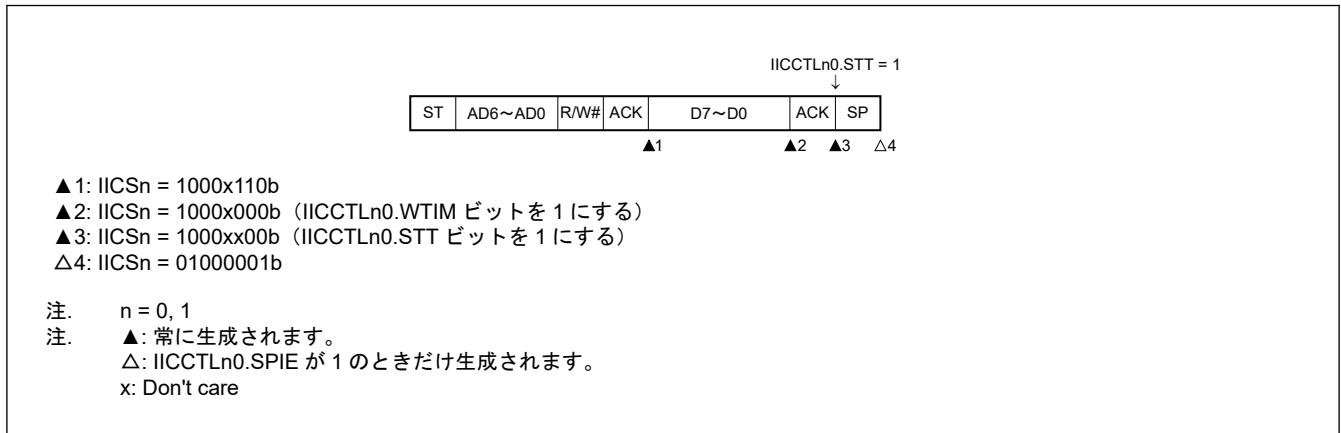 IICCTLn0.STT = 1
↓
ST AD6～AD0 R/W# ACK D7～D0 ACK SP
▲1 ▲2 ▲3 △4
▲1: IICSn = 1000x110b
▲2: IICSn = 1000x000b（IICCTLn0.WTIM ビットを 1 にする）
▲3: IICSn = 1000xx00b（IICCTLn0.STT ビットを 1 にする）
△4: IICSn = 01000001b
注. n = 0, 1
注. ▲: 常に生成されます。
△: IICCTLn0.SPIE が 1 のときだけ生成されます。
x: Don't care